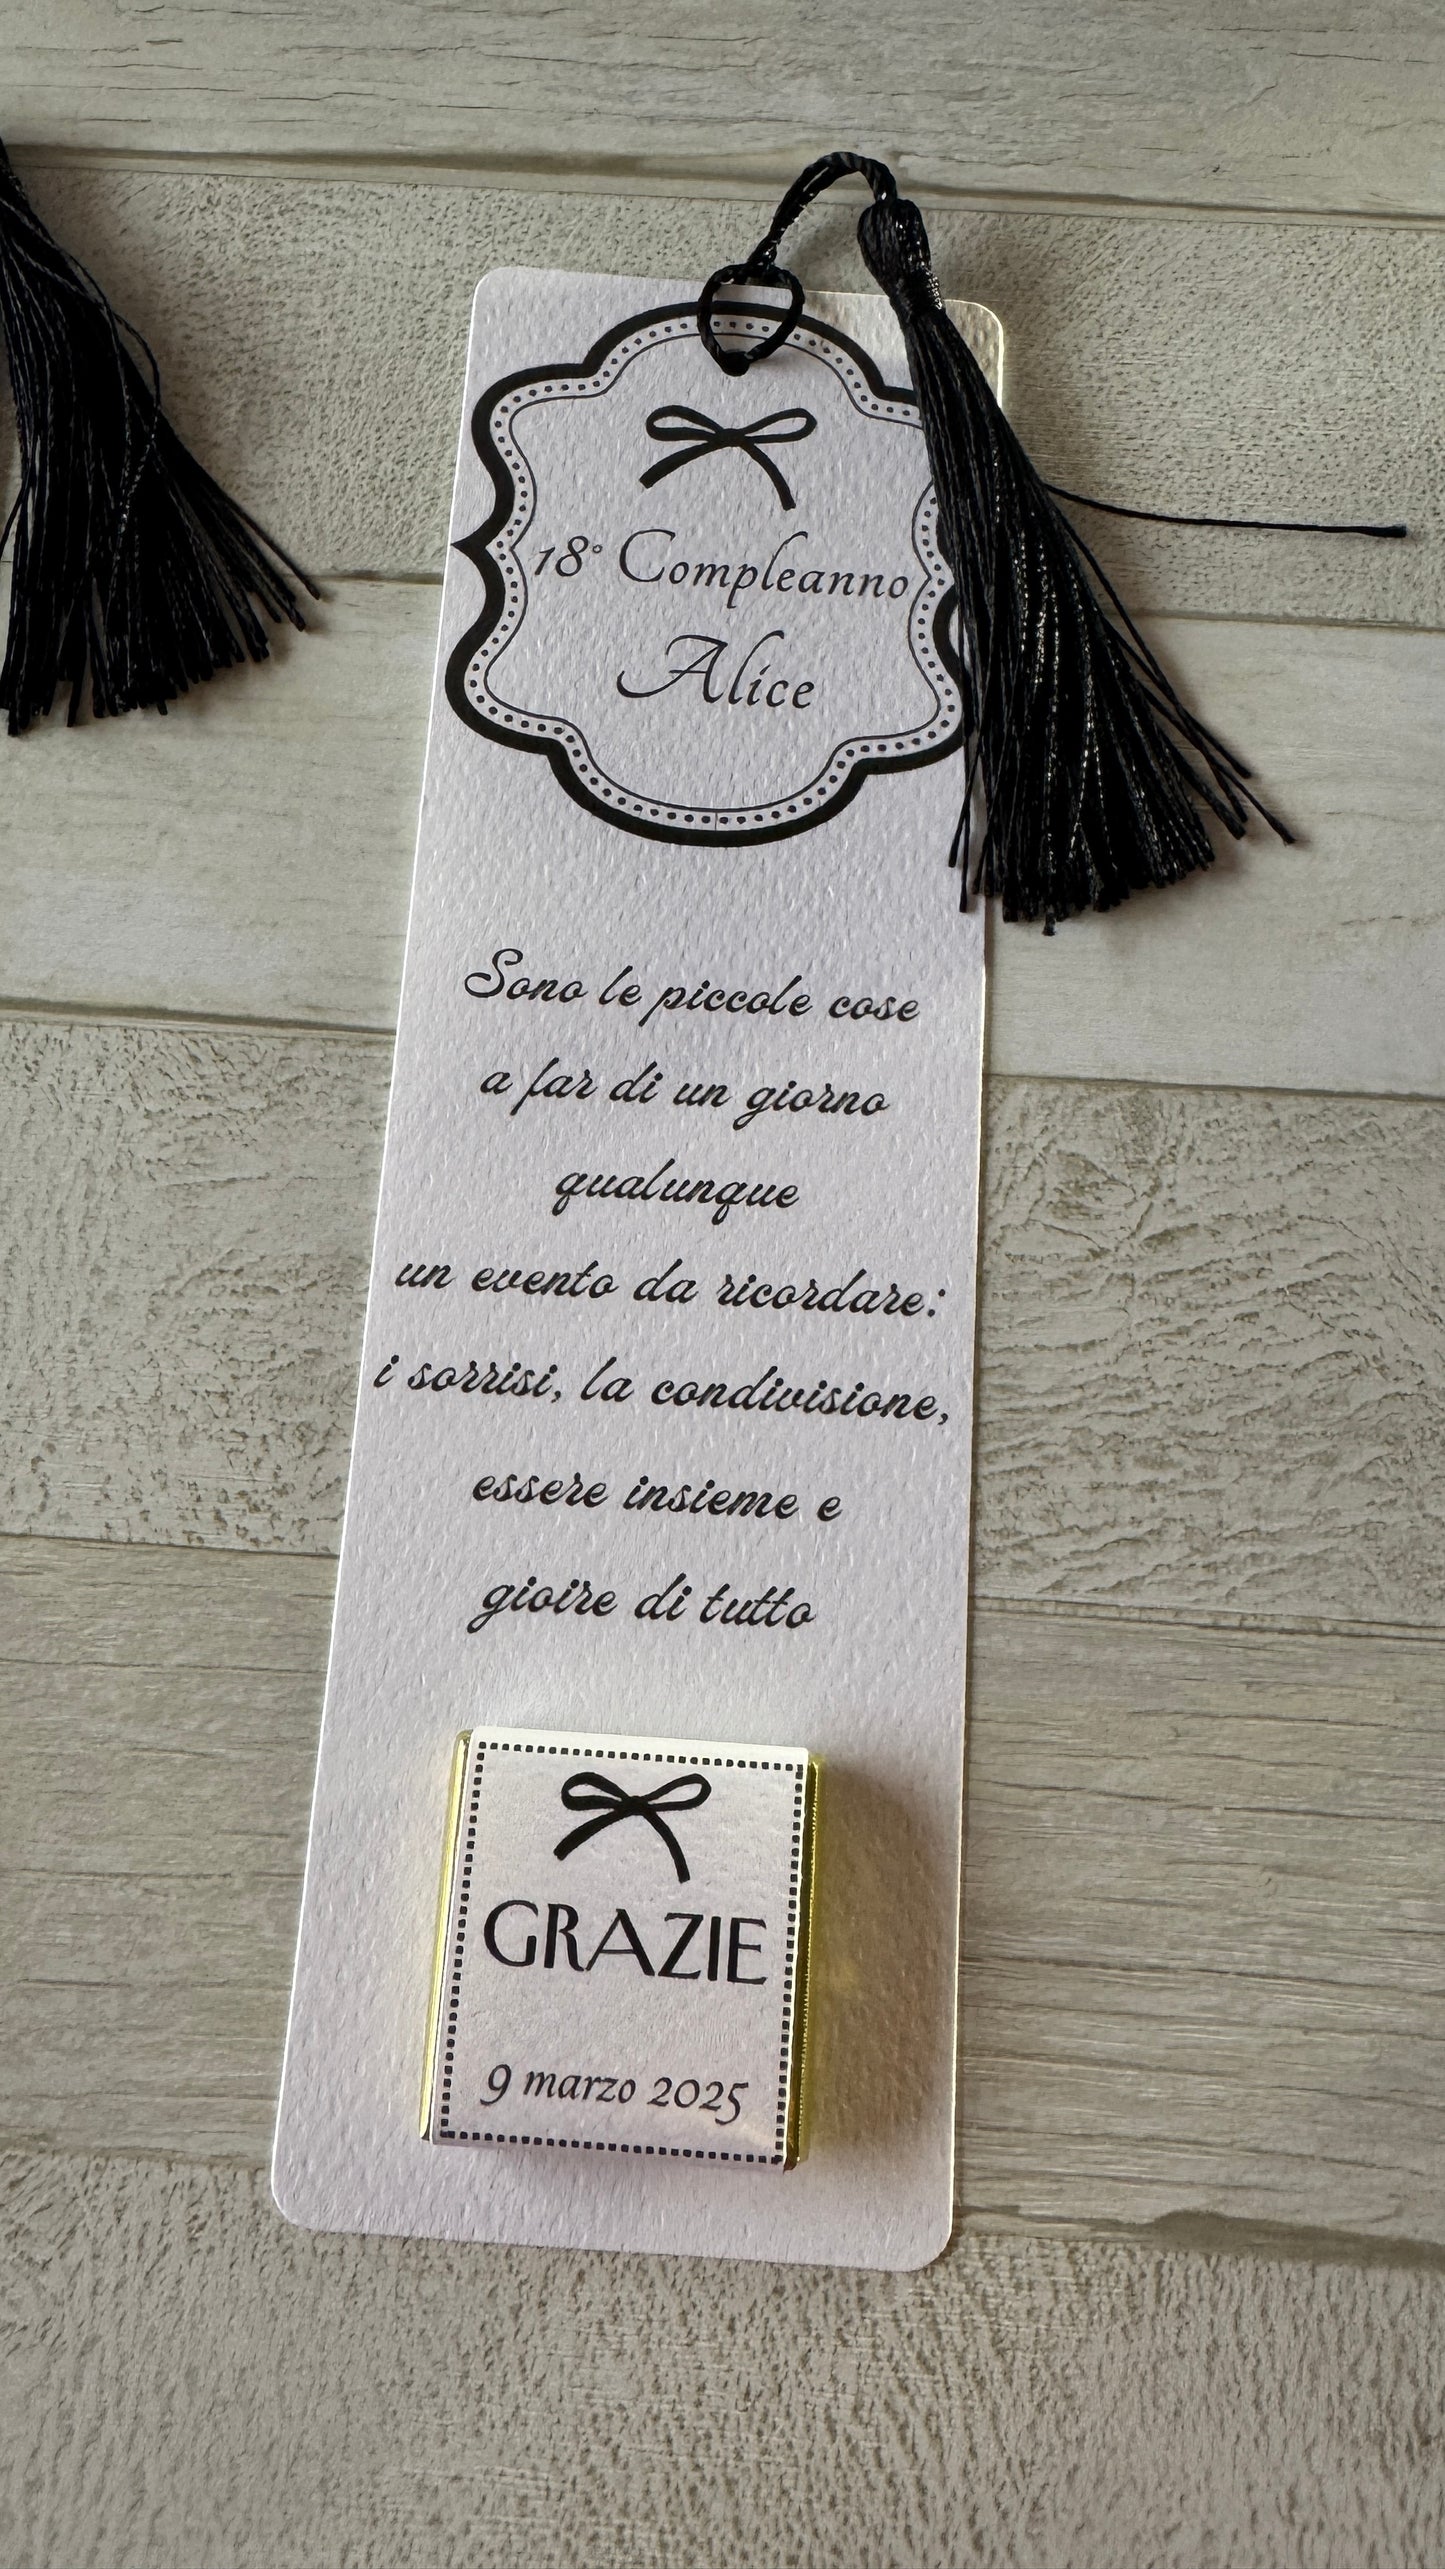 18° Compleanno
Alice
Sono le piccole cose
a far di un giorno
qualunque
un evento da ricordare:
i sorrisi, la condivisione,
essere insieme e
gioire di tutto
GRAZIE
9 marzo 2025